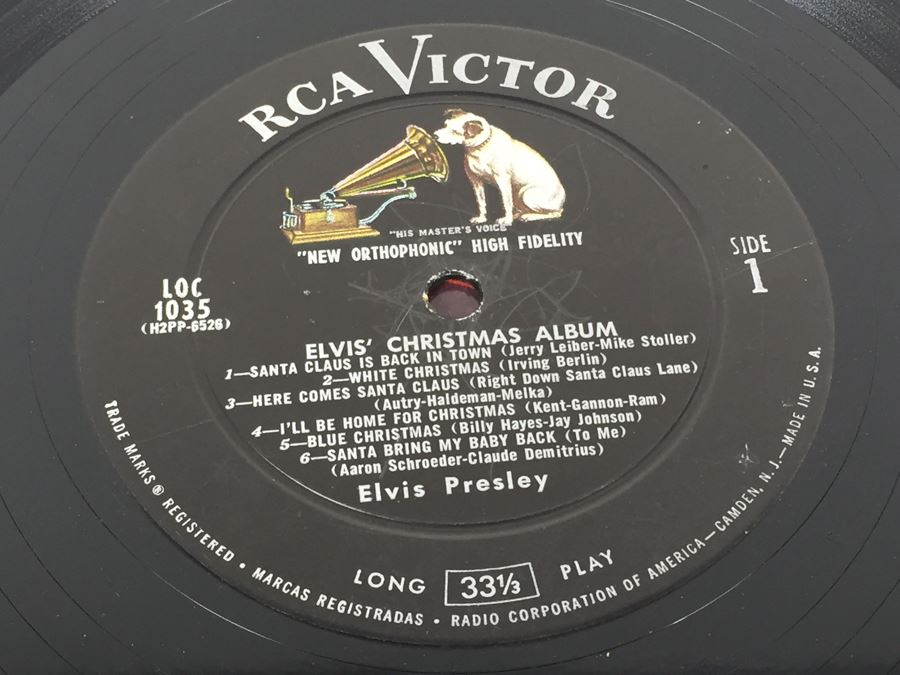 RCA VICTOR
"HIS MASTER'S VOICE"
"NEW ORTHOPHONIC" HIGH FIDELITY
SIDE
1
LOC
1035
(H2PP-6526)
ELVIS' CHRISTMAS ALBUM
1—SANTA CLAUS IS BACK IN TOWN (Jerry Leiber-Mike Stoller)
2—WHITE CHRISTMAS (Irving Berlin)
3—HERE COMES SANTA CLAUS (Right Down Santa Claus Lane)
(Autry-Haldeman-Melka)
4—I'LL BE HOME FOR CHRISTMAS (Kent-Gannon-Ram)
5—BLUE CHRISTMAS (Billy Hayes-Jay Johnson)
6—SANTA BRING MY BABY BACK (To Me)
(Aaron Schroeder-Claude Demitrius)
Elvis Presley
LONG 33⅓ PLAY
TRADE MARKS ® REGISTERED • MARCAS REGISTRADAS • RADIO CORPORATION OF AMERICA—CAMDEN, N. J.—MADE IN U. S. A.